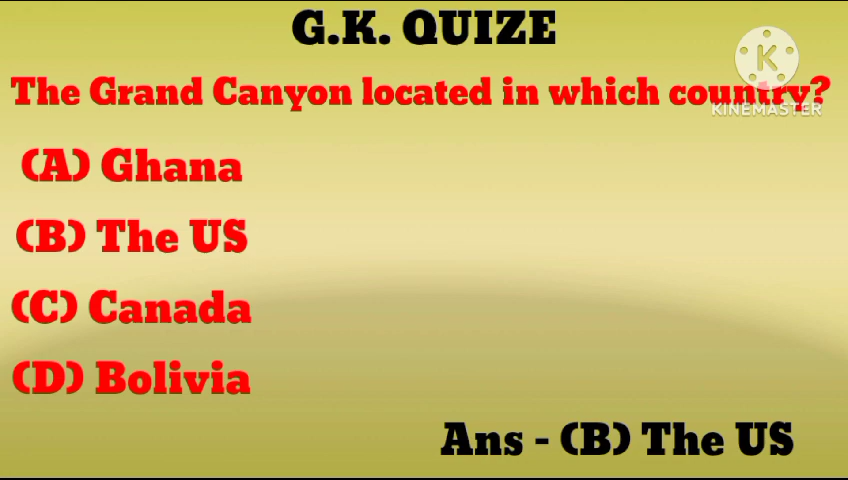 G.K. QUIZE
The Grand Canyon located in which country?
KINEMASTER
(A) Ghana
(B) The US
(C) Canada
(D) Bolivia
Ans - (B) The US